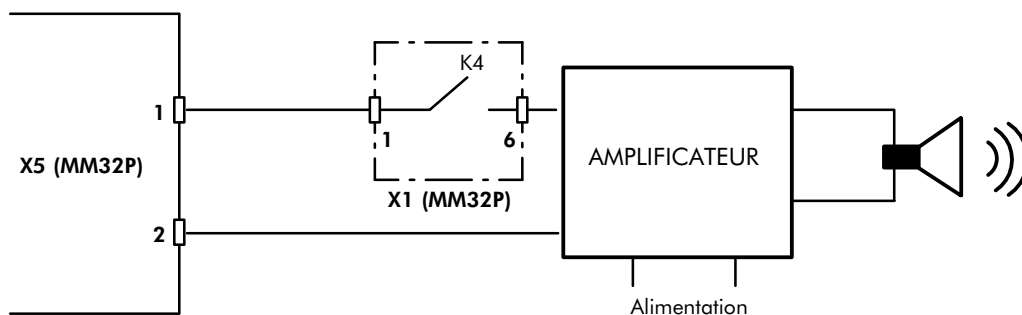 K4
1
1
6
X5 (MM32P)
AMPLIFICATEUR
X1 (MM32P)
2
Alimentation